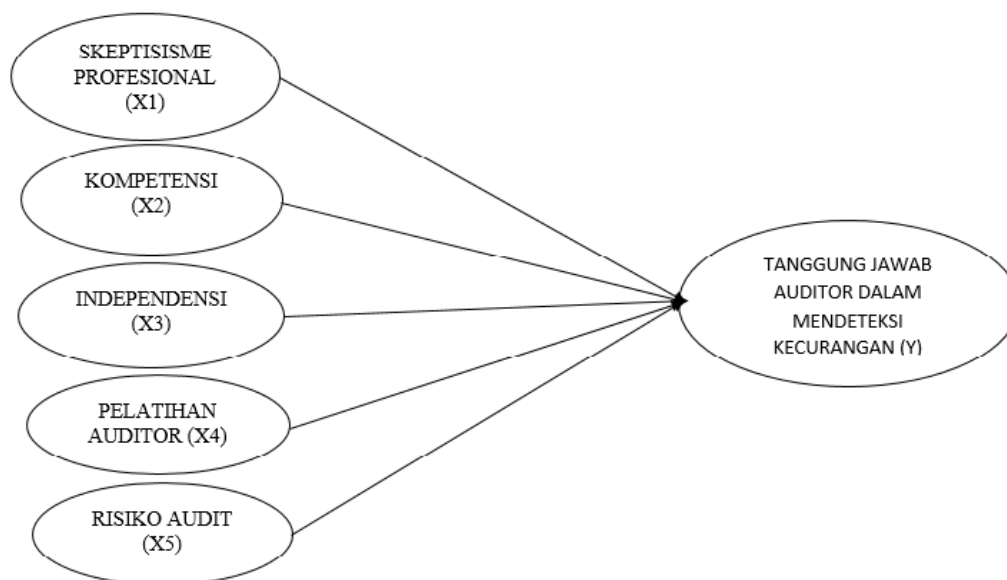 SKEPTISISME
PROFESIONAL
(X1)
KOMPETENSI
(X2)
INDEPENDENSI
(X3)
PELATIHAN
AUDITOR (X4)
RISIKO AUDIT
(X5)
TANGGUNG JAWAB
AUDITOR DALAM
MENDETEKSI
KECURANGAN (Y)